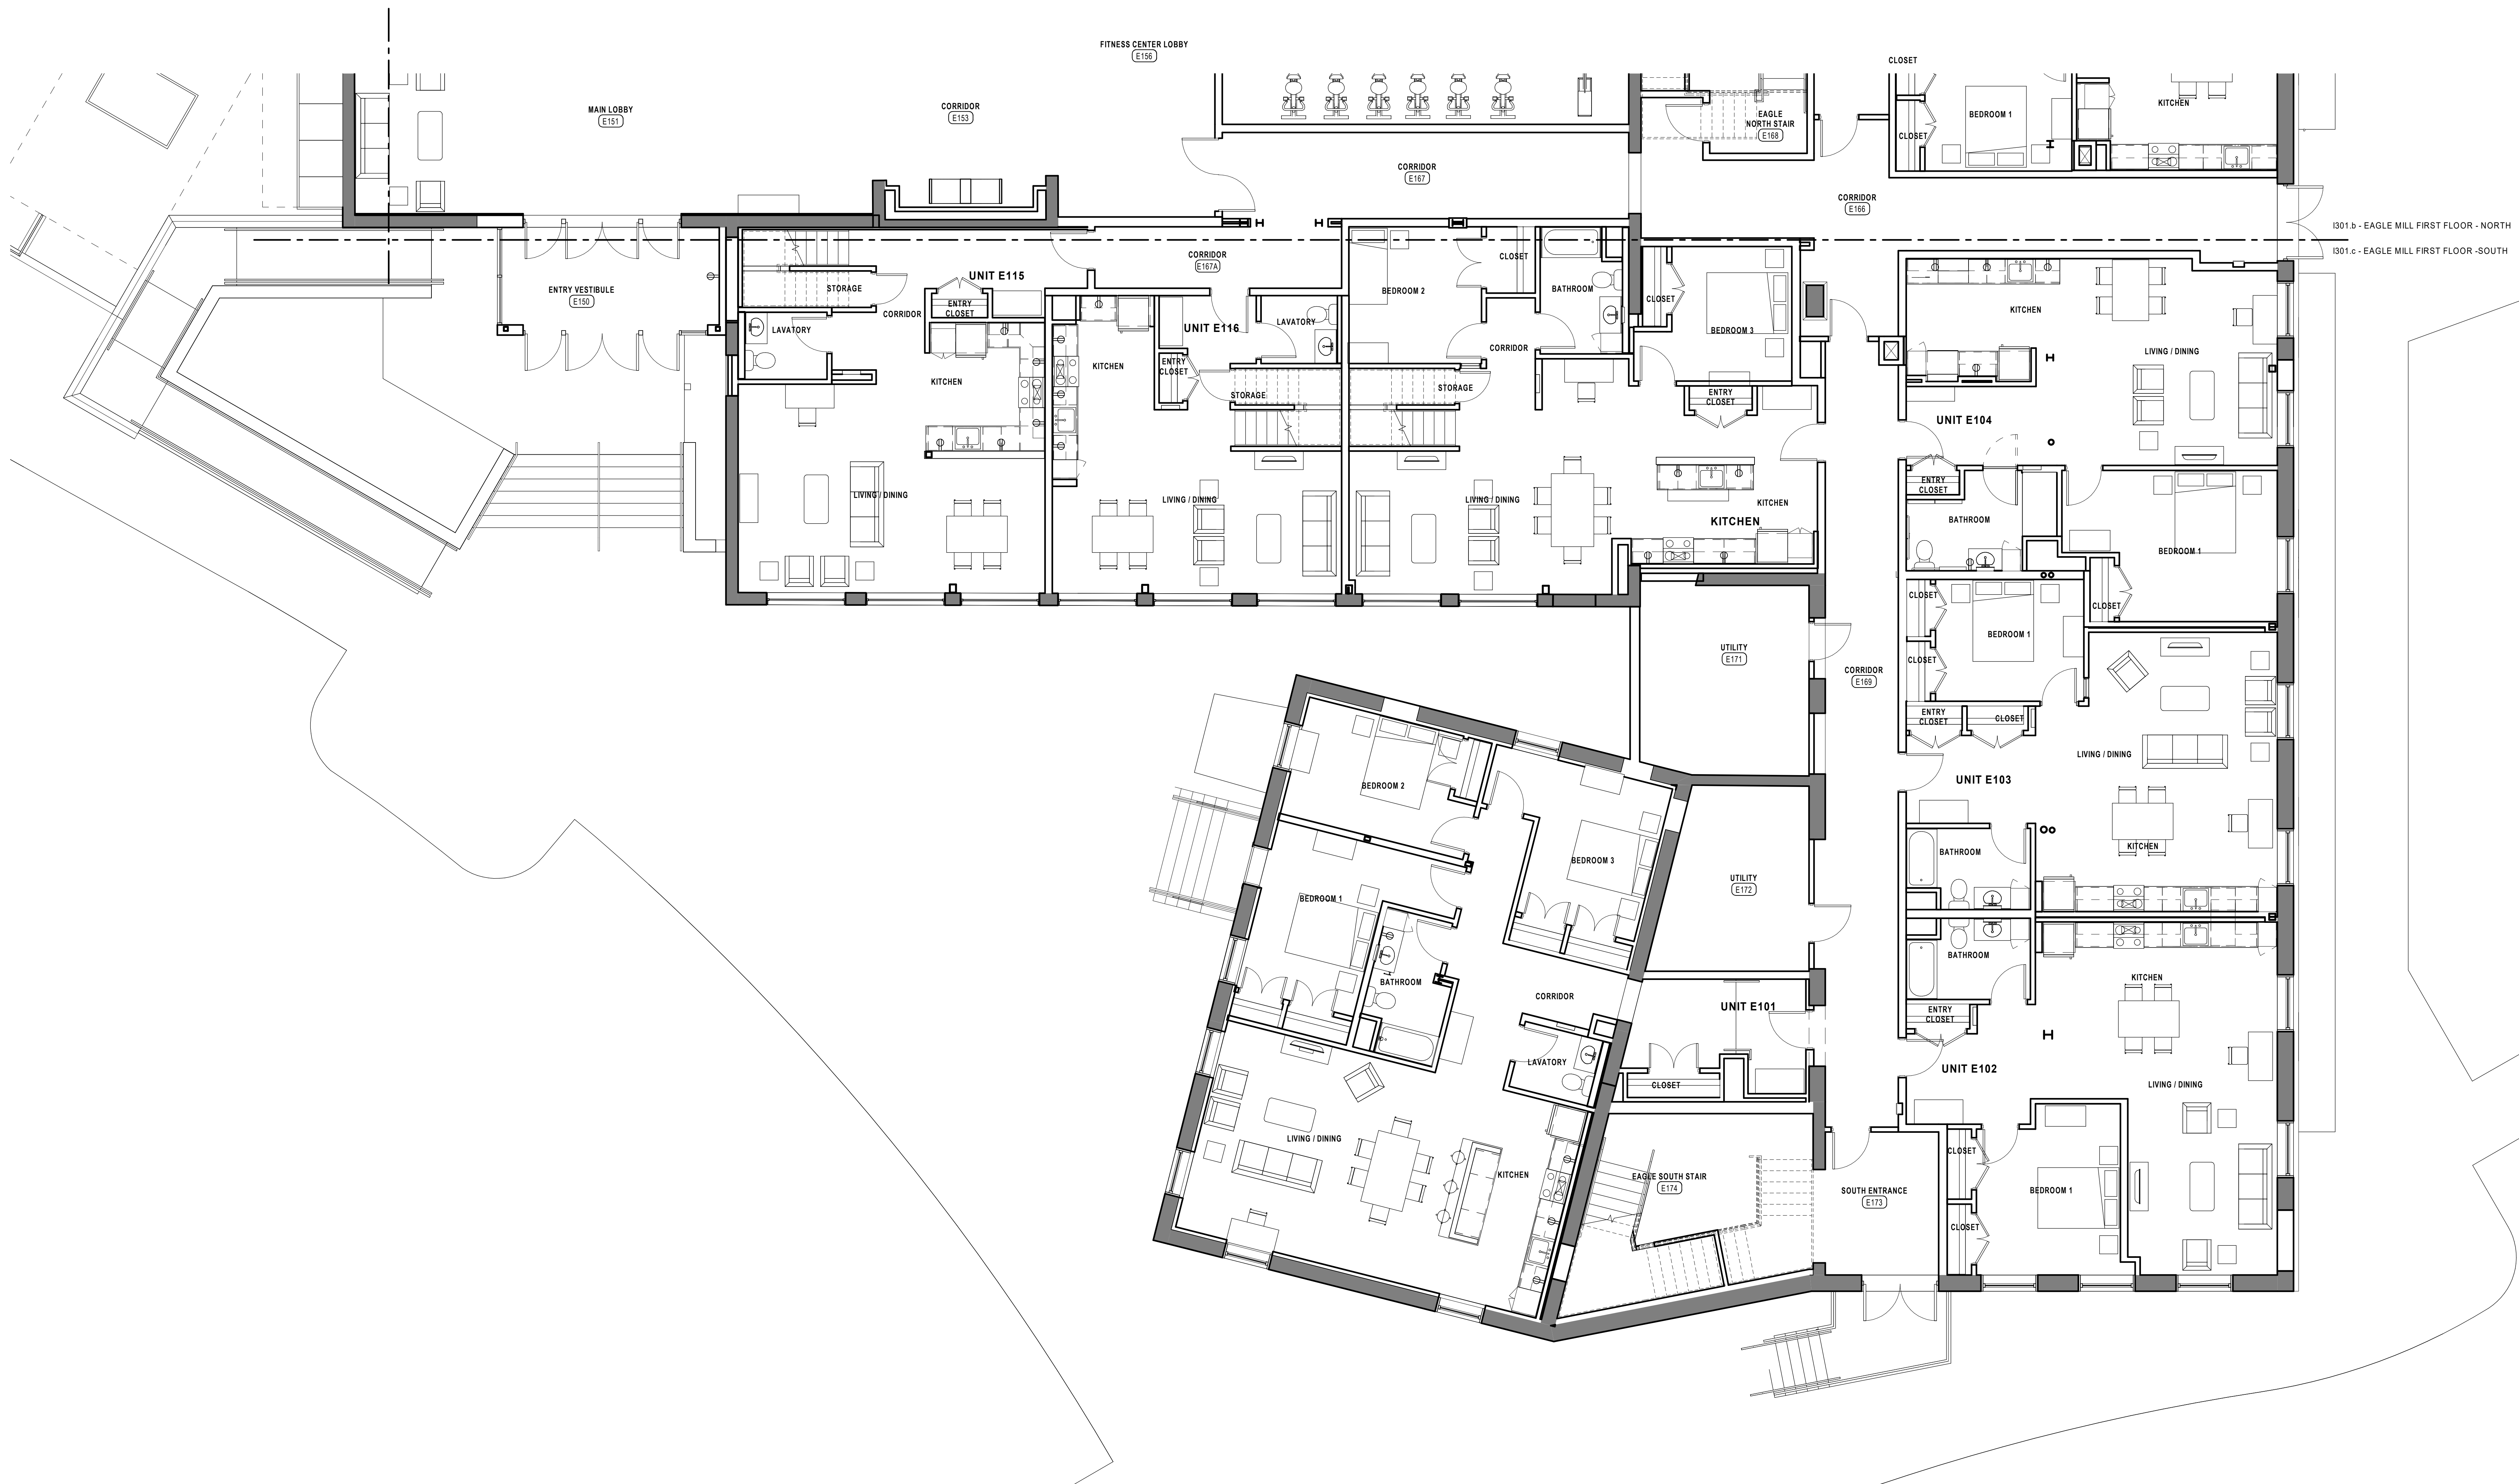 FITNESS CENTER LOBBY
E156
CLOSET
MAIN LOBBY
E151
CORRIDOR
E153
EAGLE
NORTH STAIR
E168
BEDROOM 1
KITCHEN
CLOSET
CORRIDOR
E167
CORRIDOR
E166
I301.b - EAGLE MILL FIRST FLOOR - NORTH
I301.c - EAGLE MILL FIRST FLOOR -SOUTH
ENTRY VESTIBULE
E150
UNIT E115
STORAGE
ENTRY
CLOSET
CORRIDOR
LAVATORY
KITCHEN
LIVING / DINING
CORRIDOR
E167A
UNIT E116
LAVATORY
KITCHEN
ENTRY
CLOSET
STORAGE
LIVING / DINING
BEDROOM 2
CLOSET
BATHROOM
CORRIDOR
STORAGE
CLOSET
BEDROOM 3
ENTRY
CLOSET
LIVING / DINING
KITCHEN
KITCHEN
KITCHEN
LIVING / DINING
UNIT E104
ENTRY
CLOSET
BATHROOM
BEDROOM 1
CLOSET
CLOSET
BEDROOM 1
CLOSET
ENTRY
CLOSET
CLOSET
LIVING / DINING
UNIT E103
KITCHEN
BATHROOM
UTILITY
E171
CORRIDOR
E169
UTILITY
E172
BEDROOM 2
BEDROOM 3
BEDROOM 1
BATHROOM
CORRIDOR
UNIT E101
LAVATORY
CLOSET
LIVING / DINING
KITCHEN
EAGLE SOUTH STAIR
E174
SOUTH ENTRANCE
E173
BATHROOM
KITCHEN
ENTRY
CLOSET
UNIT E102
LIVING / DINING
CLOSET
BEDROOM 1
CLOSET